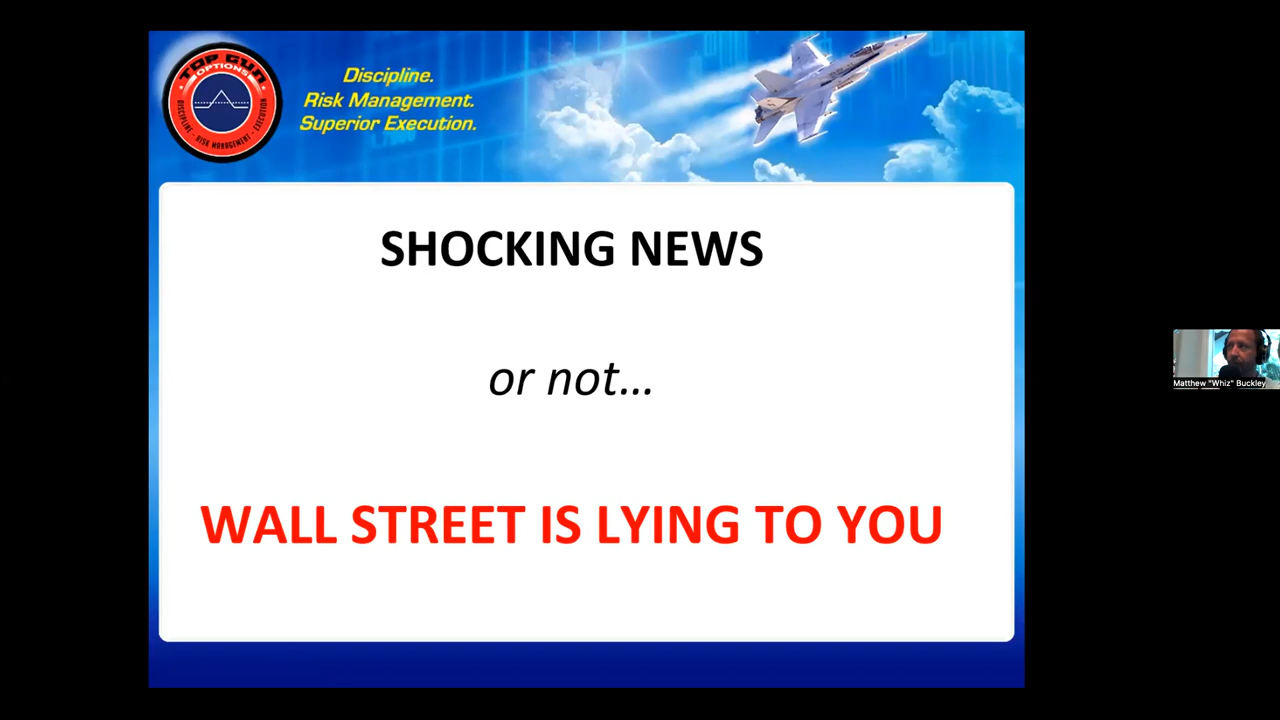 TOP GUN
OPTIONS
DISCIPLINE - RISK MANAGEMENT - EXECUTION
Discipline.
Risk Management.
Superior Execution.
SHOCKING NEWS
or not...
WALL STREET IS LYING TO YOU
Matthew "Whiz" Buckley